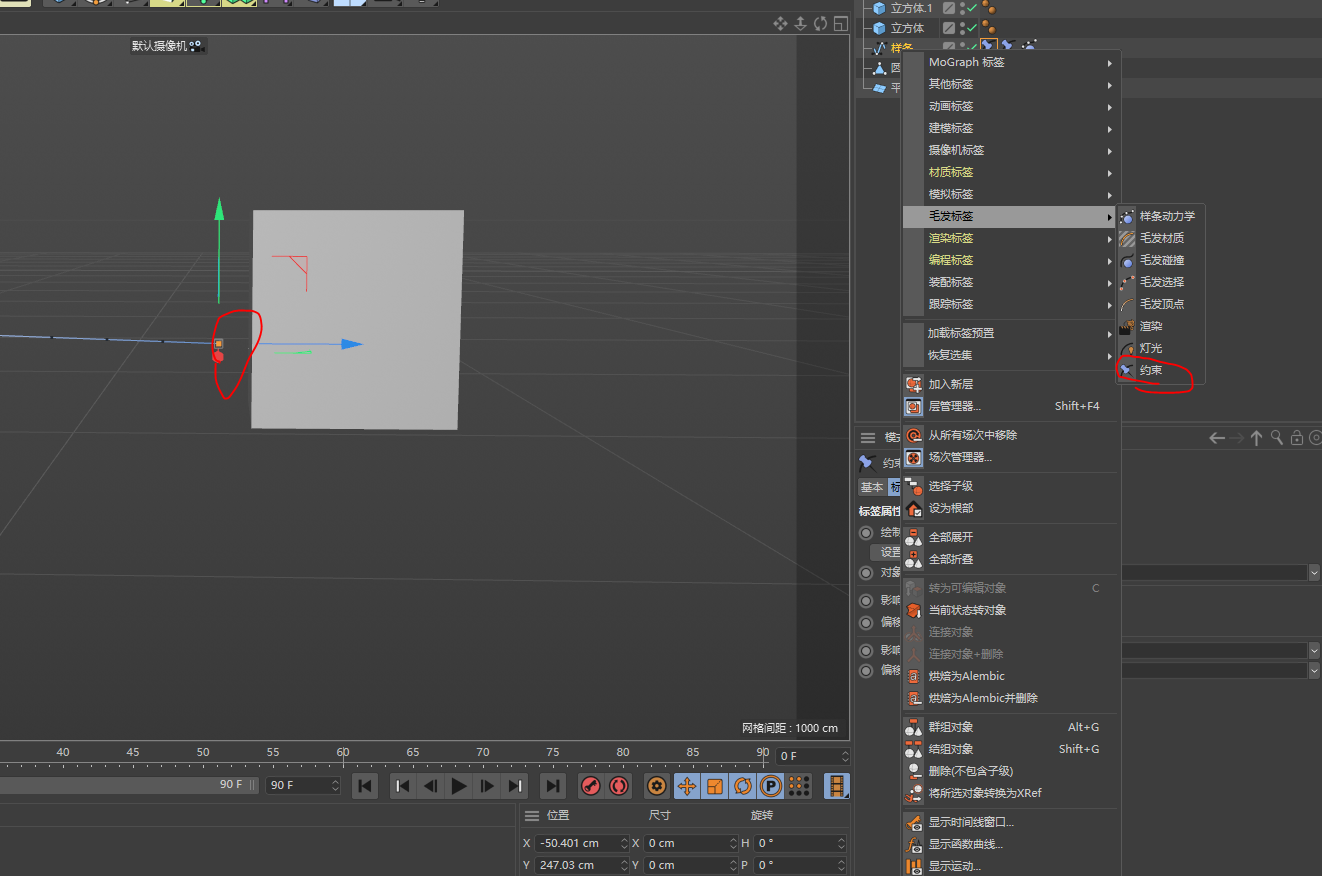 立方体.1
立方体
样条
默认摄像机
MoGraph 标签
其他标签
动画标签
建模标签
摄像机标签
材质标签
模拟标签
毛发标签
渲染标签
编程标签
装配标签
跟踪标签
加载标签预置
恢复选集
加入新层
层管理器...
Shift+F4
从所有场次中移除
场次管理器...
选择子级
设为根部
全部展开
全部折叠
转为可编辑对象
C
当前状态转对象
连接对象
连接对象+删除
烘焙为Alembic
烘焙为Alembic并删除
群组对象
Alt+G
结组对象
Shift+G
删除(不包含子级)
将所选对象转换为XRef
显示时间线窗口...
显示函数曲线...
显示运动...
样条动力学
毛发材质
毛发碰撞
毛发选择
毛发顶点
渲染
灯光
约束
基本
标签属性
绘制
设置
影响
偏移
影响
偏移
网格间距 : 1000 cm
40 45 50 55 60 65 70 75 80 85 90
0 F
90 F
90 F
P
位置 尺寸 旋转
X -50.401 cm X 0 cm H 0 °
Y 247.03 cm Y 0 cm P 0 °